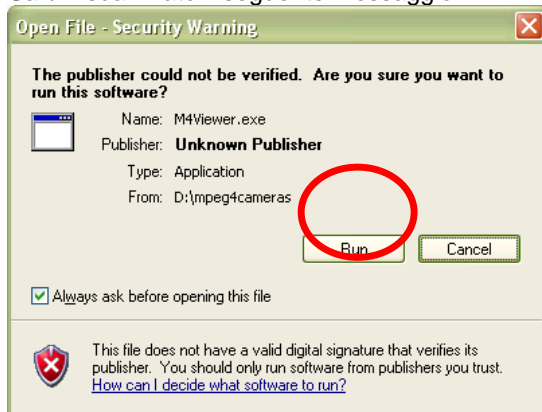 Open File - Security Warning
The publisher could not be verified. Are you sure you want to
run this software?
Name: M4Viewer.exe
Publisher: Unknown Publisher
Type: Application
From: D:\mpeg4cameras
Run Cancel
Always ask before opening this file
This file does not have a valid digital signature that verifies its
publisher. You should only run software from publishers you trust.
How can I decide what software to run?